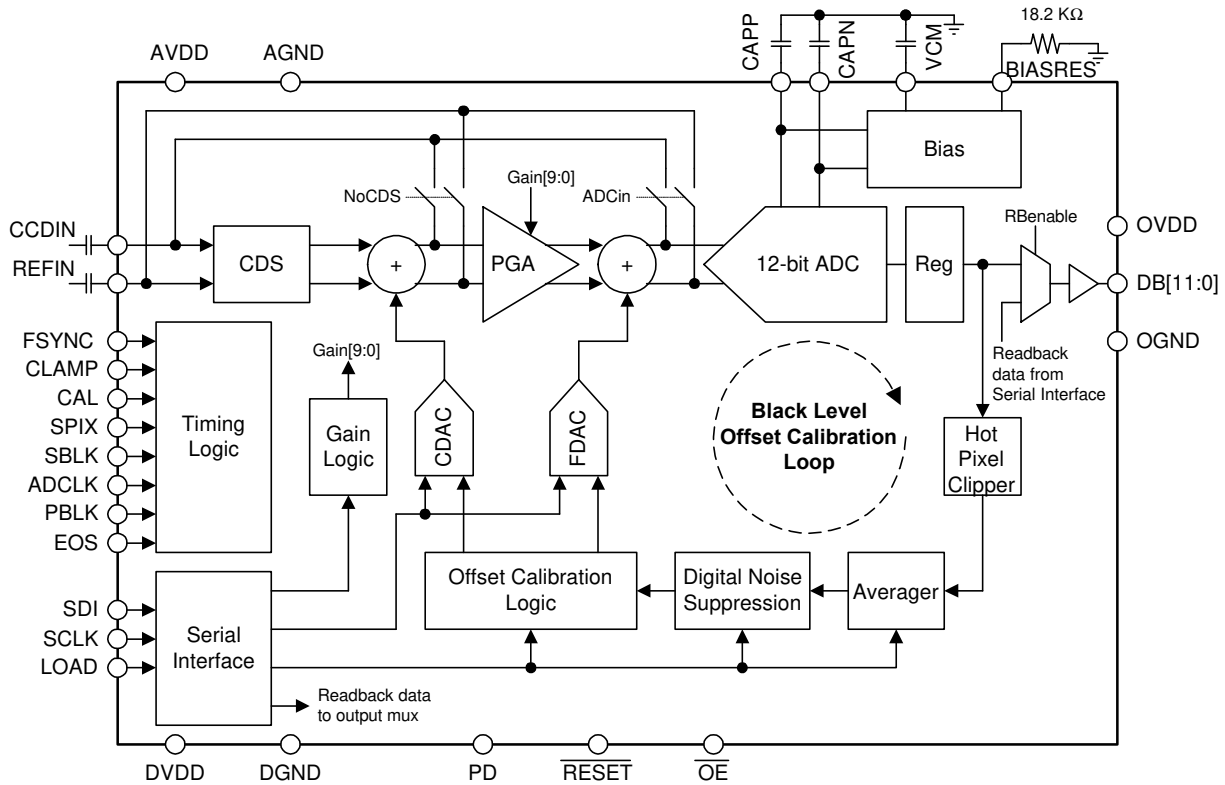 AVDD
AGND
CAPP
CAPN
VCM
BIASRES
18.2 KΩ
CCDIN
REFIN
CDS
+
NoCDS
Gain[9:0]
PGA
ADCin
+
12-bit ADC
Reg
Bias
RBenable
OVDD
DB[11:0]
OGND
FSYNC
CLAMP
CAL
SPIX
SBLK
ADCLK
PBLK
EOS
Timing
Logic
Gain[9:0]
Gain
Logic
CDAC
FDAC
Black Level
Offset Calibration
Loop
Readback
data from
Serial Interface
Hot
Pixel
Clipper
SDI
SCLK
LOAD
Serial
Interface
Offset Calibration
Logic
Digital Noise
Suppression
Averager
Readback data
to output mux
DVDD
DGND
PD
RESET
OE